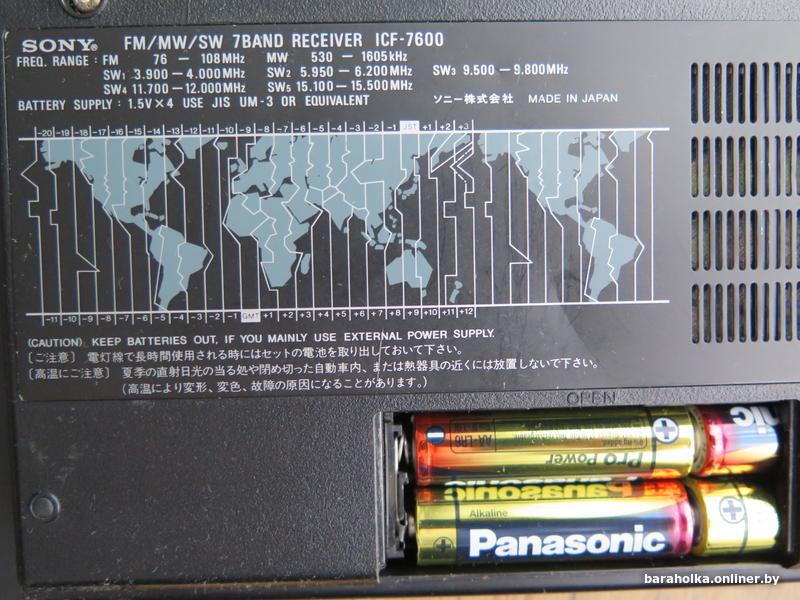 SONY® FM/MW/SW 7BAND RECEIVER ICF-7600
FREQ. RANGE : FM 76 — 108MHz MW 530 — 1605kHz
SW1 3.900 — 4.000MHz SW2 5.950 — 6.200MHz SW3 9.500 — 9.800MHz
SW4 11.700 — 12.000MHz SW5 15.100 — 15.500MHz
BATTERY SUPPLY : 1.5V×4 USE JIS UM-3 OR EQUIVALENT ソニー株式会社 MADE IN JAPAN
-20 -19 -18 -17 -16 -15 -14 -13 -12 -11 -10 -9 -8 -7 -6 -5 -4 -3 -2 -1 JST +1 +2 +3
-11 -10 -9 -8 -7 -6 -5 -4 -3 -2 -1 GMT +1 +2 +3 +4 +5 +6 +7 +8 +9 +10 +11 +12
(CAUTION) KEEP BATTERIES OUT, IF YOU MAINLY USE EXTERNAL POWER SUPPLY.
〔ご注意〕 電灯線で長時間使用される時にはセットの電池を取り出しておいて下さい。
〔高温にご注意〕 夏季の直射日光の当る処や閉め切った自動車内、または熱器具の近くには放置しないで下さい。
(高温により変形、変色、故障の原因になることがあります。)
OPEN
AA-LR6
Pro Power
nic
Panasonic
Alkaline
Panasonic
baraholka.onliner.by